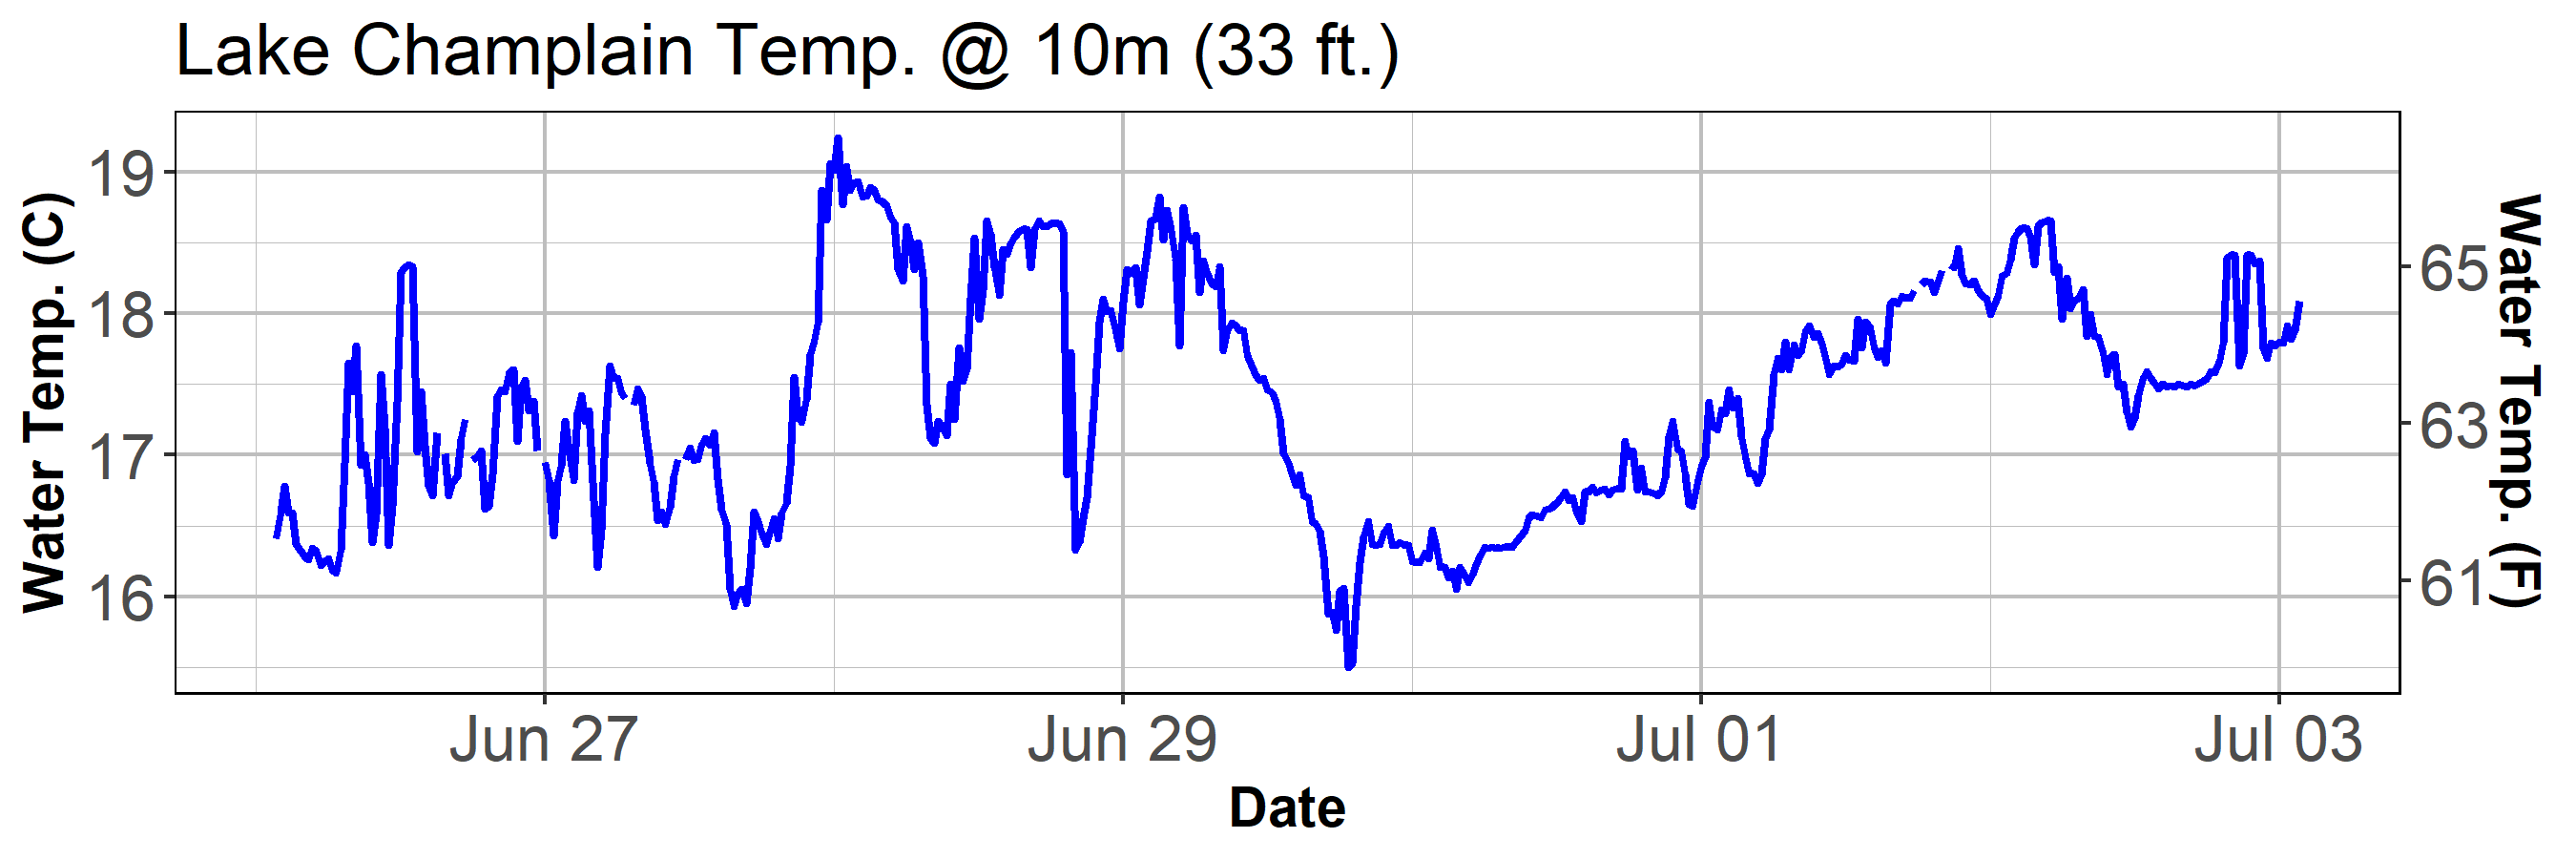 Lake Champlain Temp. @ 10m (33 ft.)
Water Temp. (C)
19
18
17
16
65
63
61
Water Temp. (F)
Jun 27
Jun 29
Jul 01
Jul 03
Date